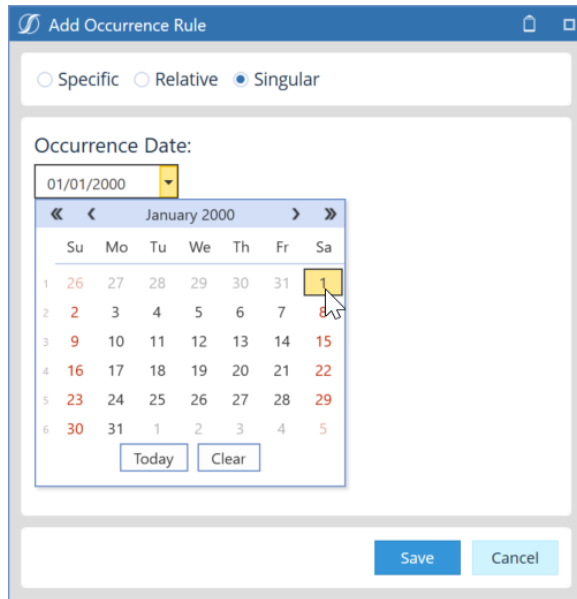 Add Occurrence Rule
Specific Relative Singular
Occurrence Date:
01/01/2000
January 2000
Su Mo Tu We Th Fr Sa
1 26 27 28 29 30 31 1
2 2 3 4 5 6 7 8
3 9 10 11 12 13 14 15
4 16 17 18 19 20 21 22
5 23 24 25 26 27 28 29
6 30 31 1 2 3 4 5
Today Clear
Save Cancel